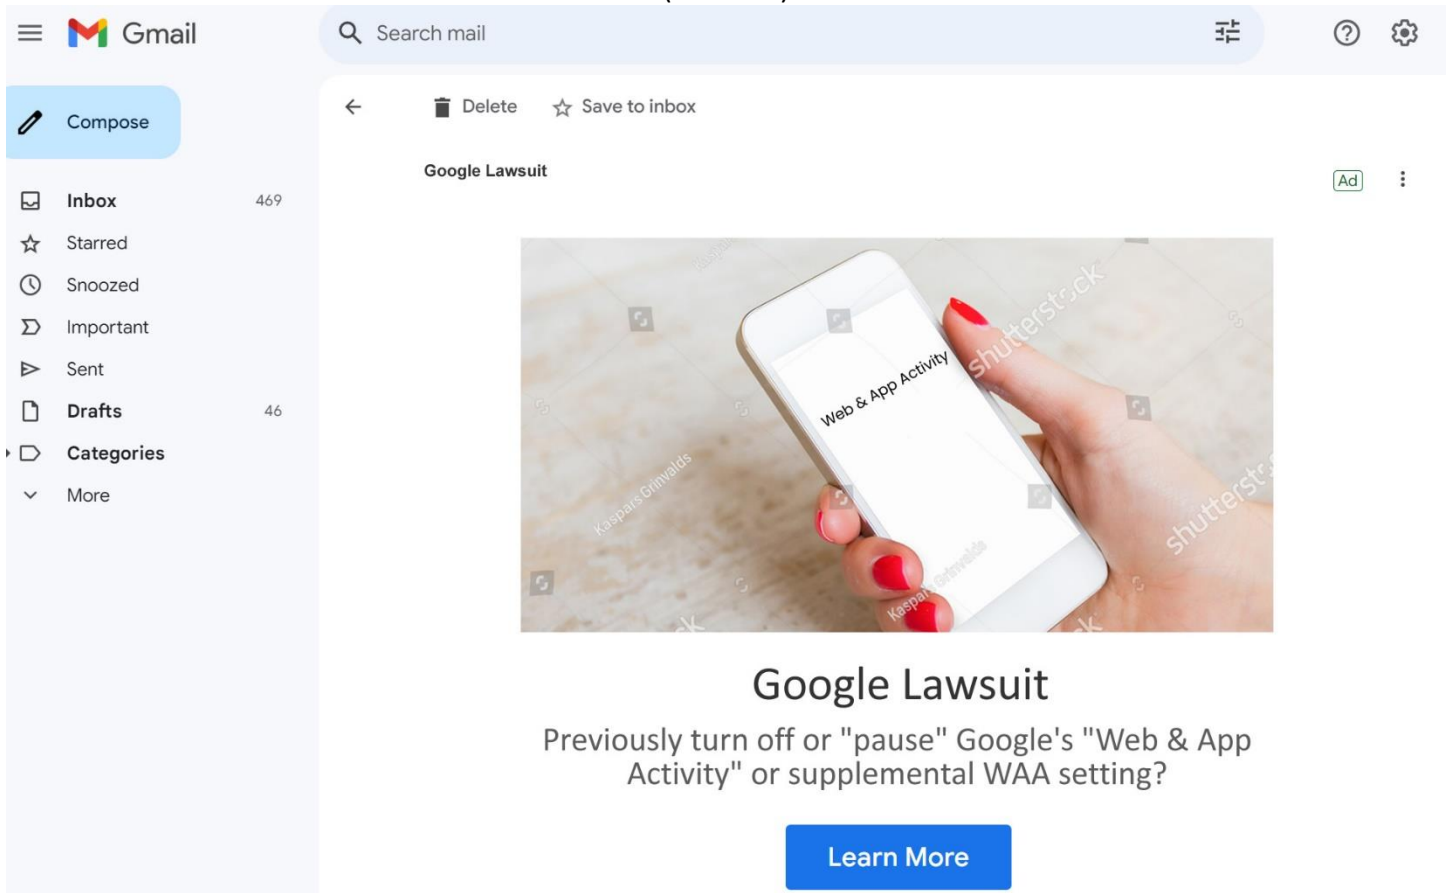 Gmail
Search mail
Compose
Delete
Save to inbox
Google Lawsuit
Ad
Inbox 469
Starred
Snoozed
Important
Sent
Drafts 46
Categories
More
Web & App Activity
shutterstock
Kaspars Grinvalds
Kaspars Grinvalds
Google Lawsuit
Previously turn off or "pause" Google's "Web & App
Activity" or supplemental WAA setting?
Learn More